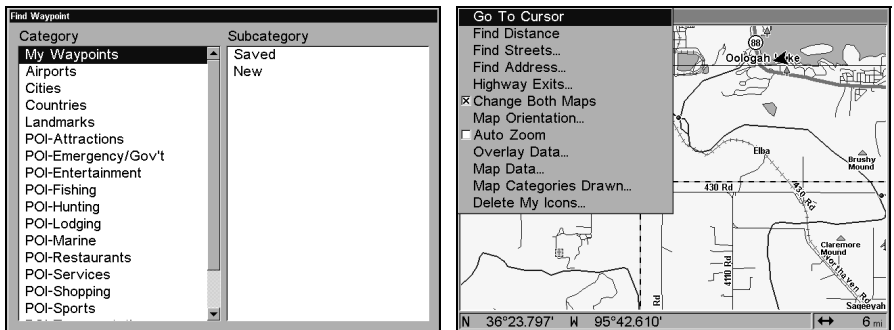 Find Waypoint
Category
My Waypoints
Airports
Cities
Countries
Landmarks
POI-Attractions
POI-Emergency/Gov't
POI-Entertainment
POI-Fishing
POI-Hunting
POI-Lodging
POI-Marine
POI-Restaurants
POI-Services
POI-Shopping
POI-Sports
Subcategory
Saved
New
Go To Cursor
Find Distance
Find Streets...
Find Address...
Highway Exits...
Change Both Maps
Map Orientation...
Auto Zoom
Overlay Data...
Map Data...
Map Categories Drawn...
Delete My Icons...
88
Oologah Lake
Elba
Brushy
Mound
430 Rd
430 Rd
Claremore
Mound
4110 Rd
Rd
Northaven Rd
Sageeyah
N 36°23.797' W 95°42.610'
6 mi